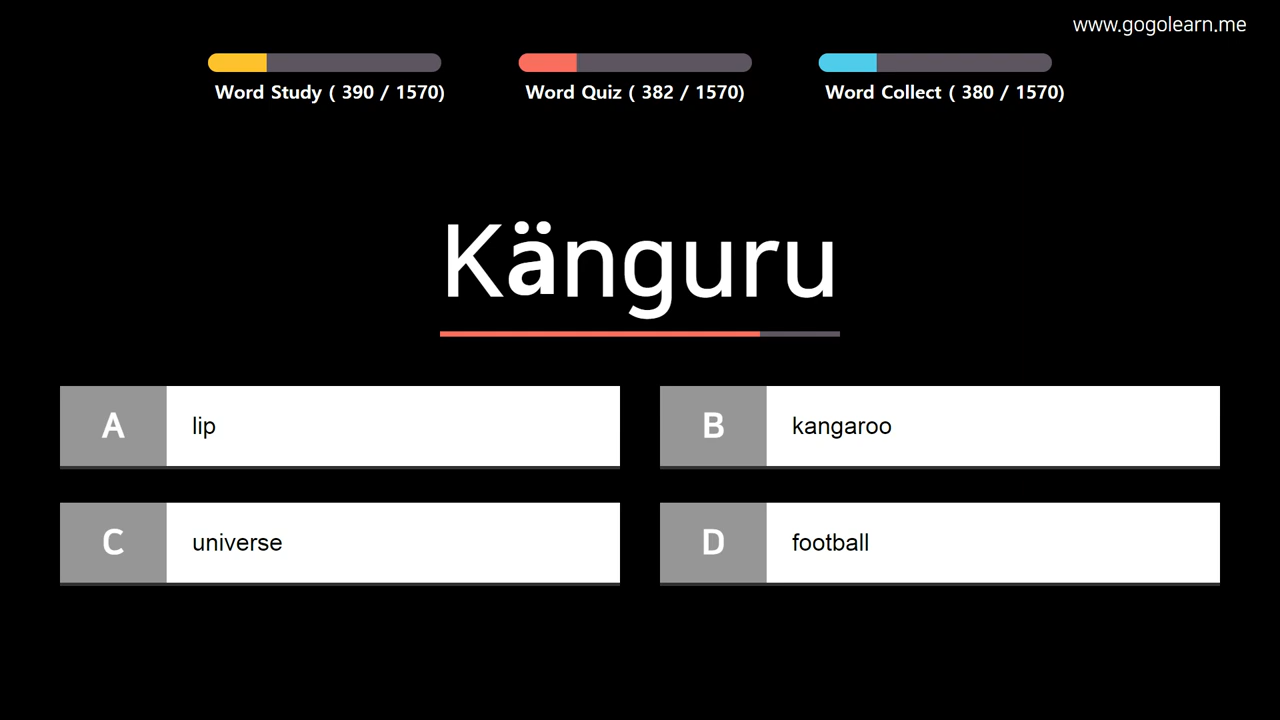 www.gogolearn.me
Word Study ( 390 / 1570)
Word Quiz ( 382 / 1570)
Word Collect ( 380 / 1570)
Känguru
A lip
B kangaroo
C universe
D football